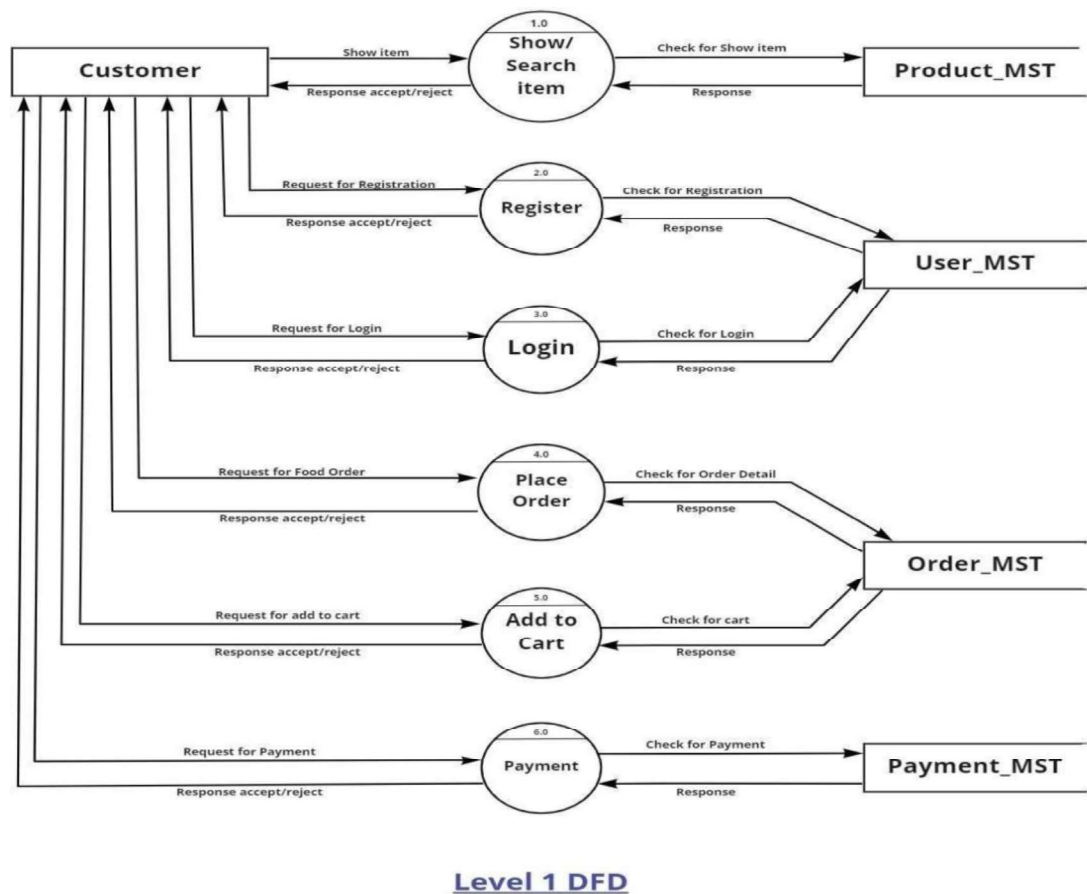 1.0
Show/
Search
item
Customer
Show item
Response accept/reject
Check for Show item
Response
Product_MST
2.0
Register
Request for Registration
Response accept/reject
Check for Registration
Response
User_MST
3.0
Login
Request for Login
Response accept/reject
Check for Login
Response
4.0
Place
Order
Request for Food Order
Response accept/reject
Check for Order Detail
Response
Order_MST
5.0
Add to
Cart
Request for add to cart
Response accept/reject
Check for cart
Response
6.0
Payment
Request for Payment
Response accept/reject
Check for Payment
Response
Payment_MST
Level 1 DFD